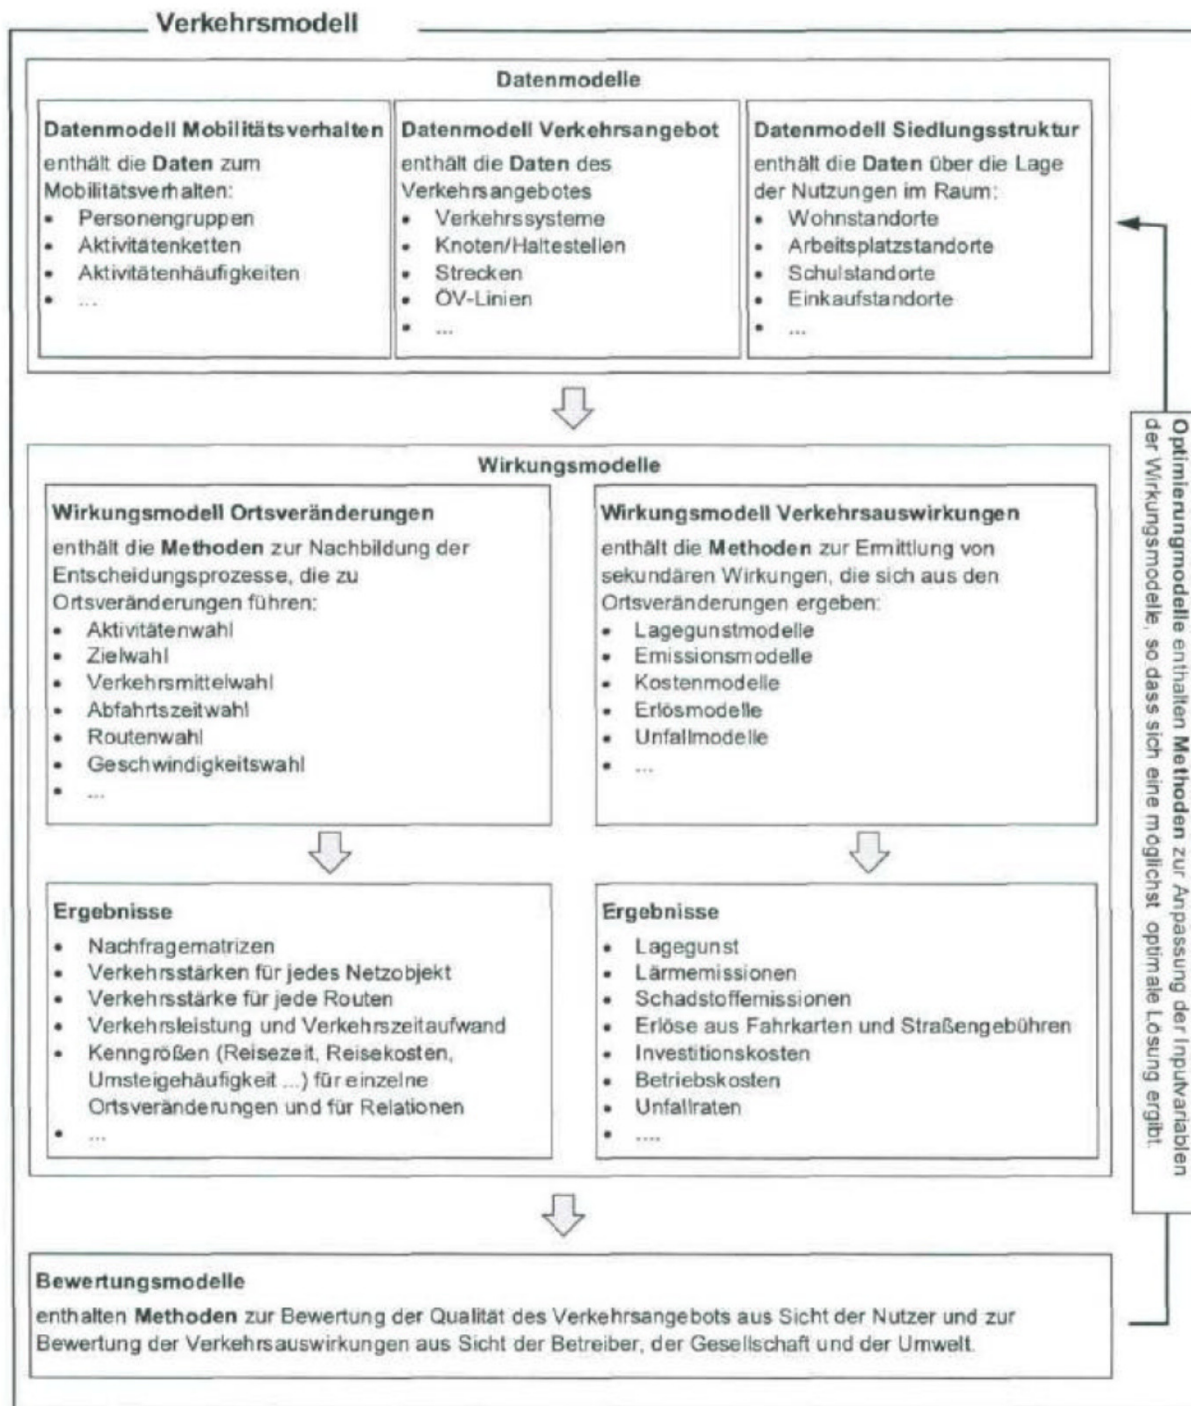 Verkehrsmodell
Datenmodelle
Datenmodell Mobilitätsverhalten
enthält die Daten zum
Mobilitätsverhalten:
• Personengruppen
• Aktivitätenketten
• Aktivitätenhäufigkeiten
• ...
Datenmodell Verkehrsangebot
enthält die Daten des
Verkehrsangebotes
• Verkehrssysteme
• Knoten/Haltestellen
• Strecken
• ÖV-Linien
• ...
Datenmodell Siedlungsstruktur
enthält die Daten über die Lage
der Nutzungen im Raum:
• Wohnstandorte
• Arbeitsplatzstandorte
• Schulstandorte
• Einkaufstandorte
• ...
Wirkungsmodelle
Wirkungsmodell Ortsveränderungen
enthält die Methoden zur Nachbildung der
Entscheidungsprozesse, die zu
Ortsveränderungen führen:
• Aktivitätenwahl
• Zielwahl
• Verkehrsmittelwahl
• Abfahrtszeitwahl
• Routenwahl
• Geschwindigkeitswahl
• ...
Wirkungsmodell Verkehrsauswirkungen
enthält die Methoden zur Ermittlung von
sekundären Wirkungen, die sich aus den
Ortsveränderungen ergeben:
• Lagegunstmodelle
• Emissionsmodelle
• Kostenmodelle
• Erlösmodelle
• Unfallmodelle
• ...
Ergebnisse
• Nachfragematrizen
• Verkehrsstärken für jedes Netzobjekt
• Verkehrsstärke für jede Routen
• Verkehrsleistung und Verkehrszeitaufwand
• Kenngrößen (Reisezeit, Reisekosten,
Umsteigehäufigkeit ...) für einzelne
Ortsveränderungen und für Relationen
• ...
Ergebnisse
• Lagegunst
• Lärmemissionen
• Schadstoffemissionen
• Erlöse aus Fahrkarten und Straßengebühren
• Investitionskosten
• Betriebskosten
• Unfallraten
• ....
Bewertungsmodelle
enthalten Methoden zur Bewertung der Qualität des Verkehrsangebots aus Sicht der Nutzer und zur
Bewertung der Verkehrsauswirkungen aus Sicht der Betreiber, der Gesellschaft und der Umwelt.
Optimierungmodelle enthalten Methoden zur Anpassung der Inputvariablen
der Wirkungsmodelle, so dass sich eine möglichst optimale Lösung ergibt.